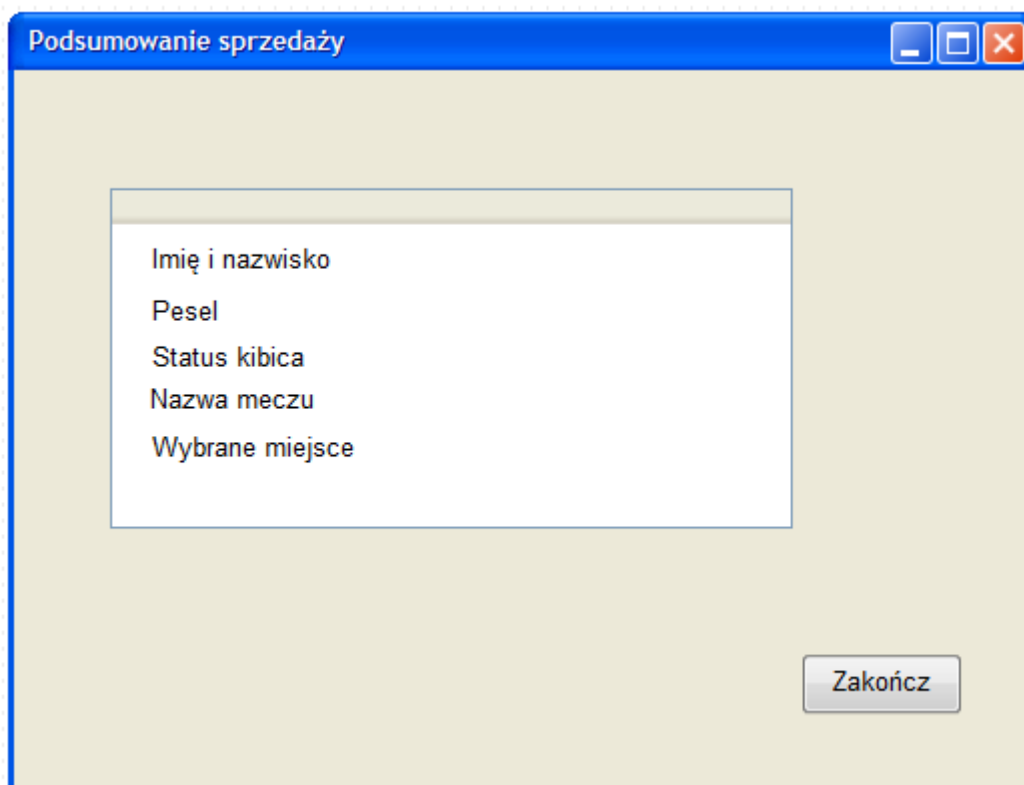 Podsumowanie sprzedaży
Imię i nazwisko
Pesel
Status kibica
Nazwa meczu
Wybrane miejsce
Zakończ